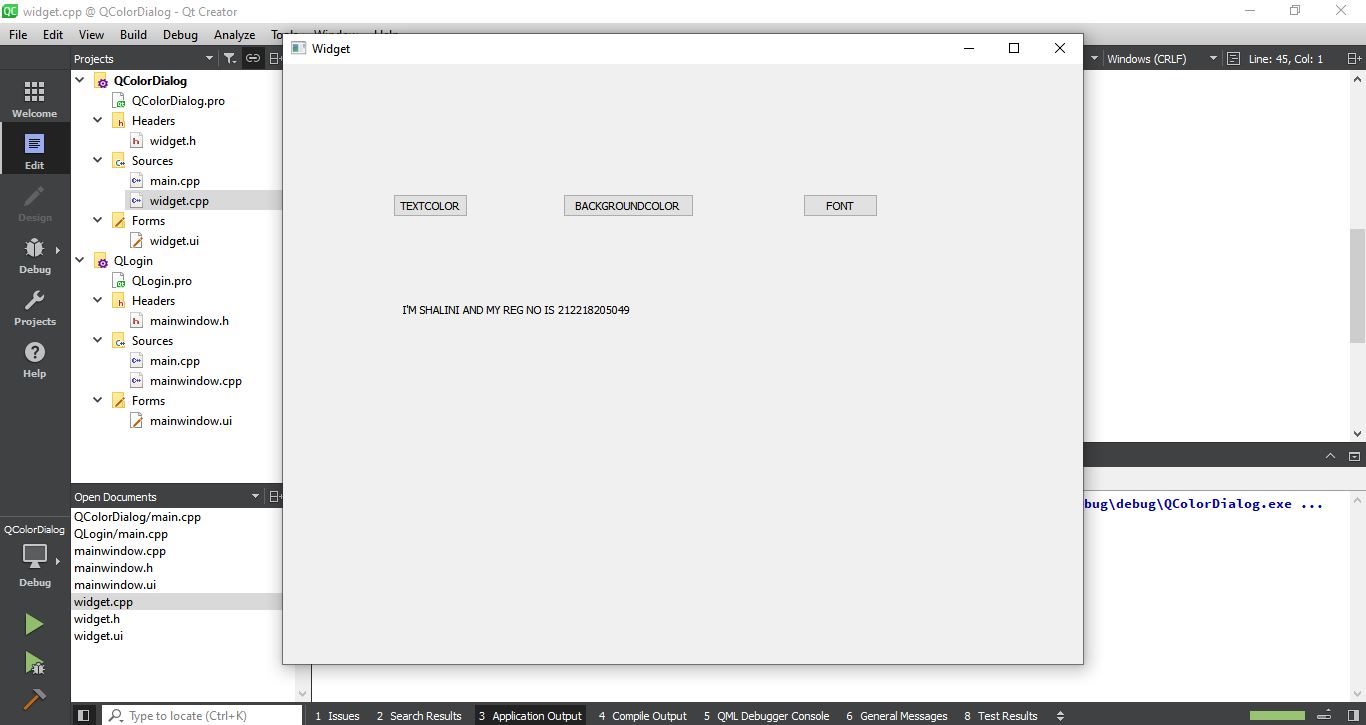 widget.cpp @ QColorDialog - Qt Creator
File Edit View Build Debug Analyze
Widget
Projects
Windows (CRLF)
Line: 45, Col: 1
Welcome
Edit
Design
Debug
Projects
Help
QColorDialog
QColorDialog.pro
Headers
widget.h
Sources
main.cpp
widget.cpp
Forms
widget.ui
QLogin
QLogin.pro
Headers
mainwindow.h
Sources
main.cpp
mainwindow.cpp
Forms
mainwindow.ui
TEXTCOLOR
BACKGROUNDCOLOR
FONT
I'M SHALINI AND MY REG NO IS 212218205049
Open Documents
QColorDialog/main.cpp
QLogin/main.cpp
mainwindow.cpp
mainwindow.h
mainwindow.ui
widget.cpp
widget.h
widget.ui
QColorDialog
Debug
bug\debug\QColorDialog.exe ...
Type to locate (Ctrl+K)
1 Issues 2 Search Results 3 Application Output 4 Compile Output 5 QML Debugger Console 6 General Messages 8 Test Results